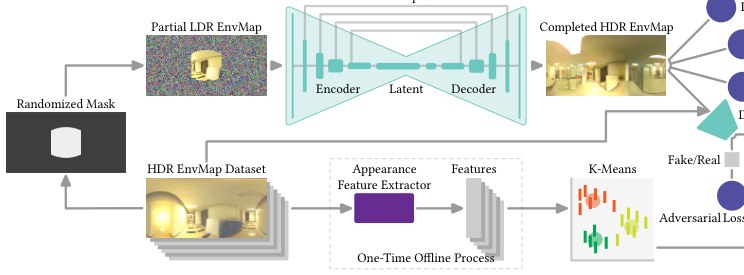 Partial LDR EnvMap
Completed HDR EnvMap
Encoder
Latent
Decoder
Randomized Mask
HDR EnvMap Dataset
Appearance
Feature Extractor
Features
K-Means
Fake/Real
Adversarial Loss
One-Time Offline Process